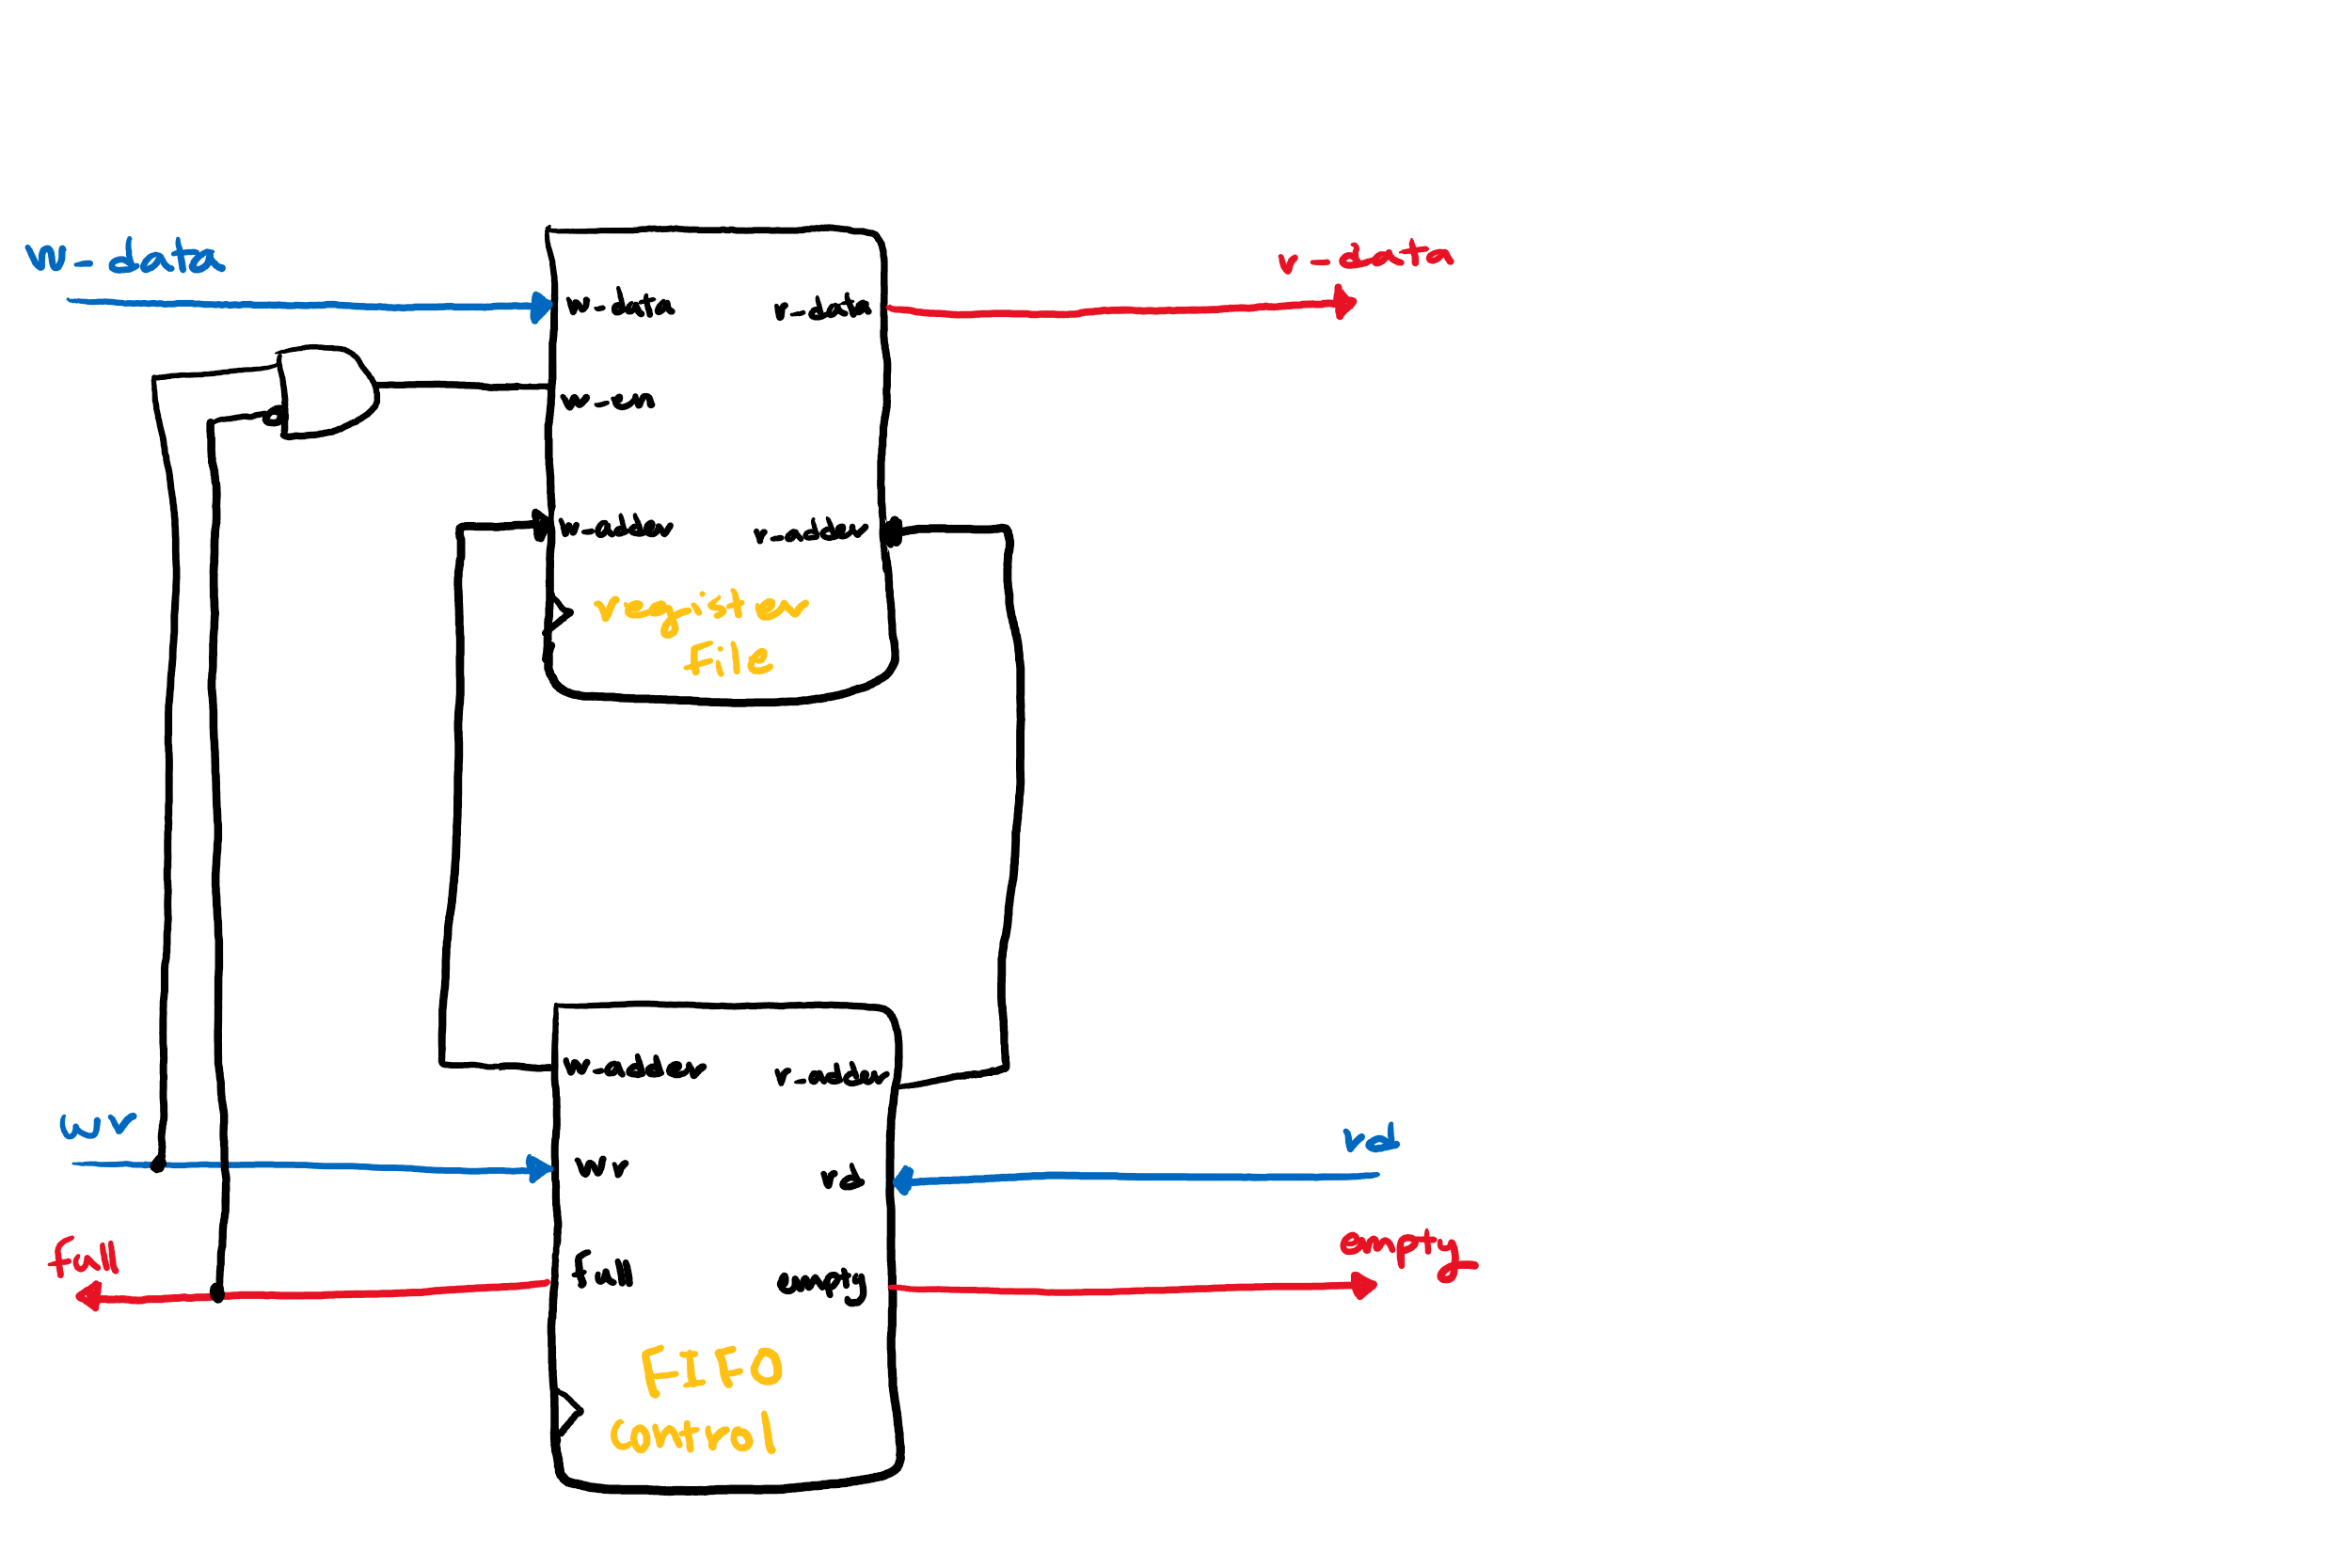 w-data
r-data
w-data
r-data
w-en
w-adder
r-adder
register
file
w-adder
r-adder
wr
rd
wr
rd
full
empty
full
empty
FIFO
control